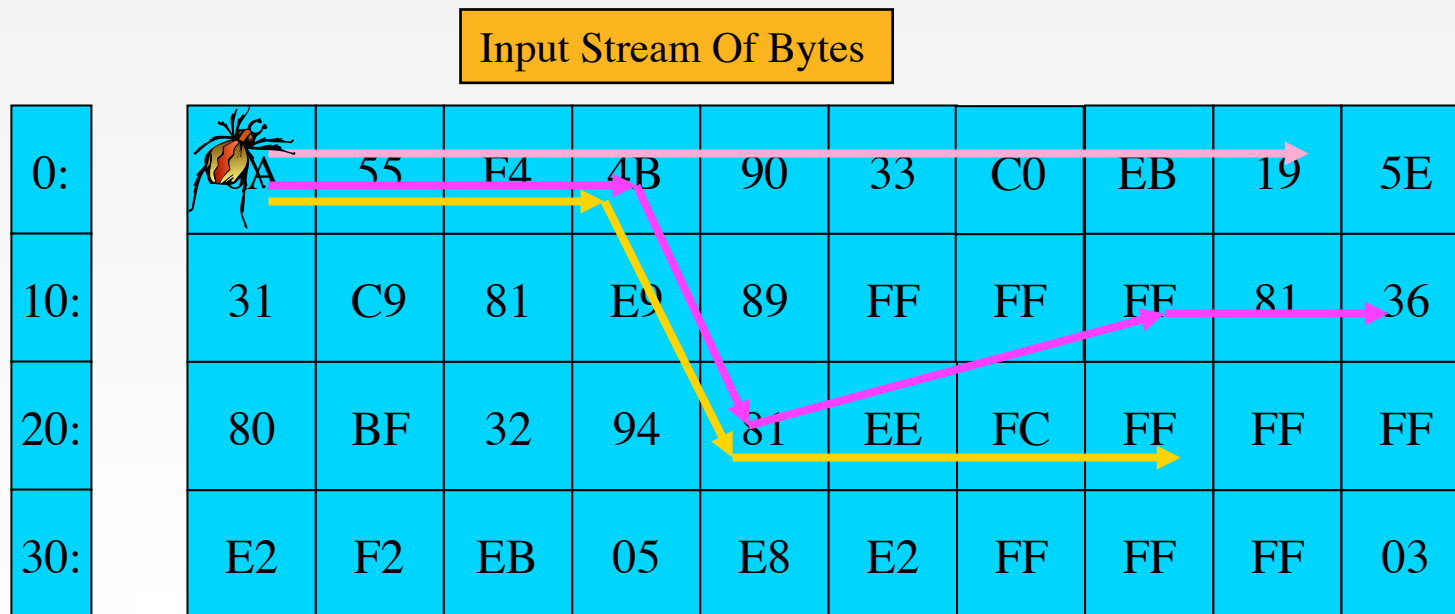 Input Stream Of Bytes
0: 55 F4 4B 90 33 C0 EB 19 5E
10: 31 C9 81 E9 89 FF FF FF 81 36
20: 80 BF 32 94 81 EE FC FF FF FF
30: E2 F2 EB 05 E8 E2 FF FF FF 03